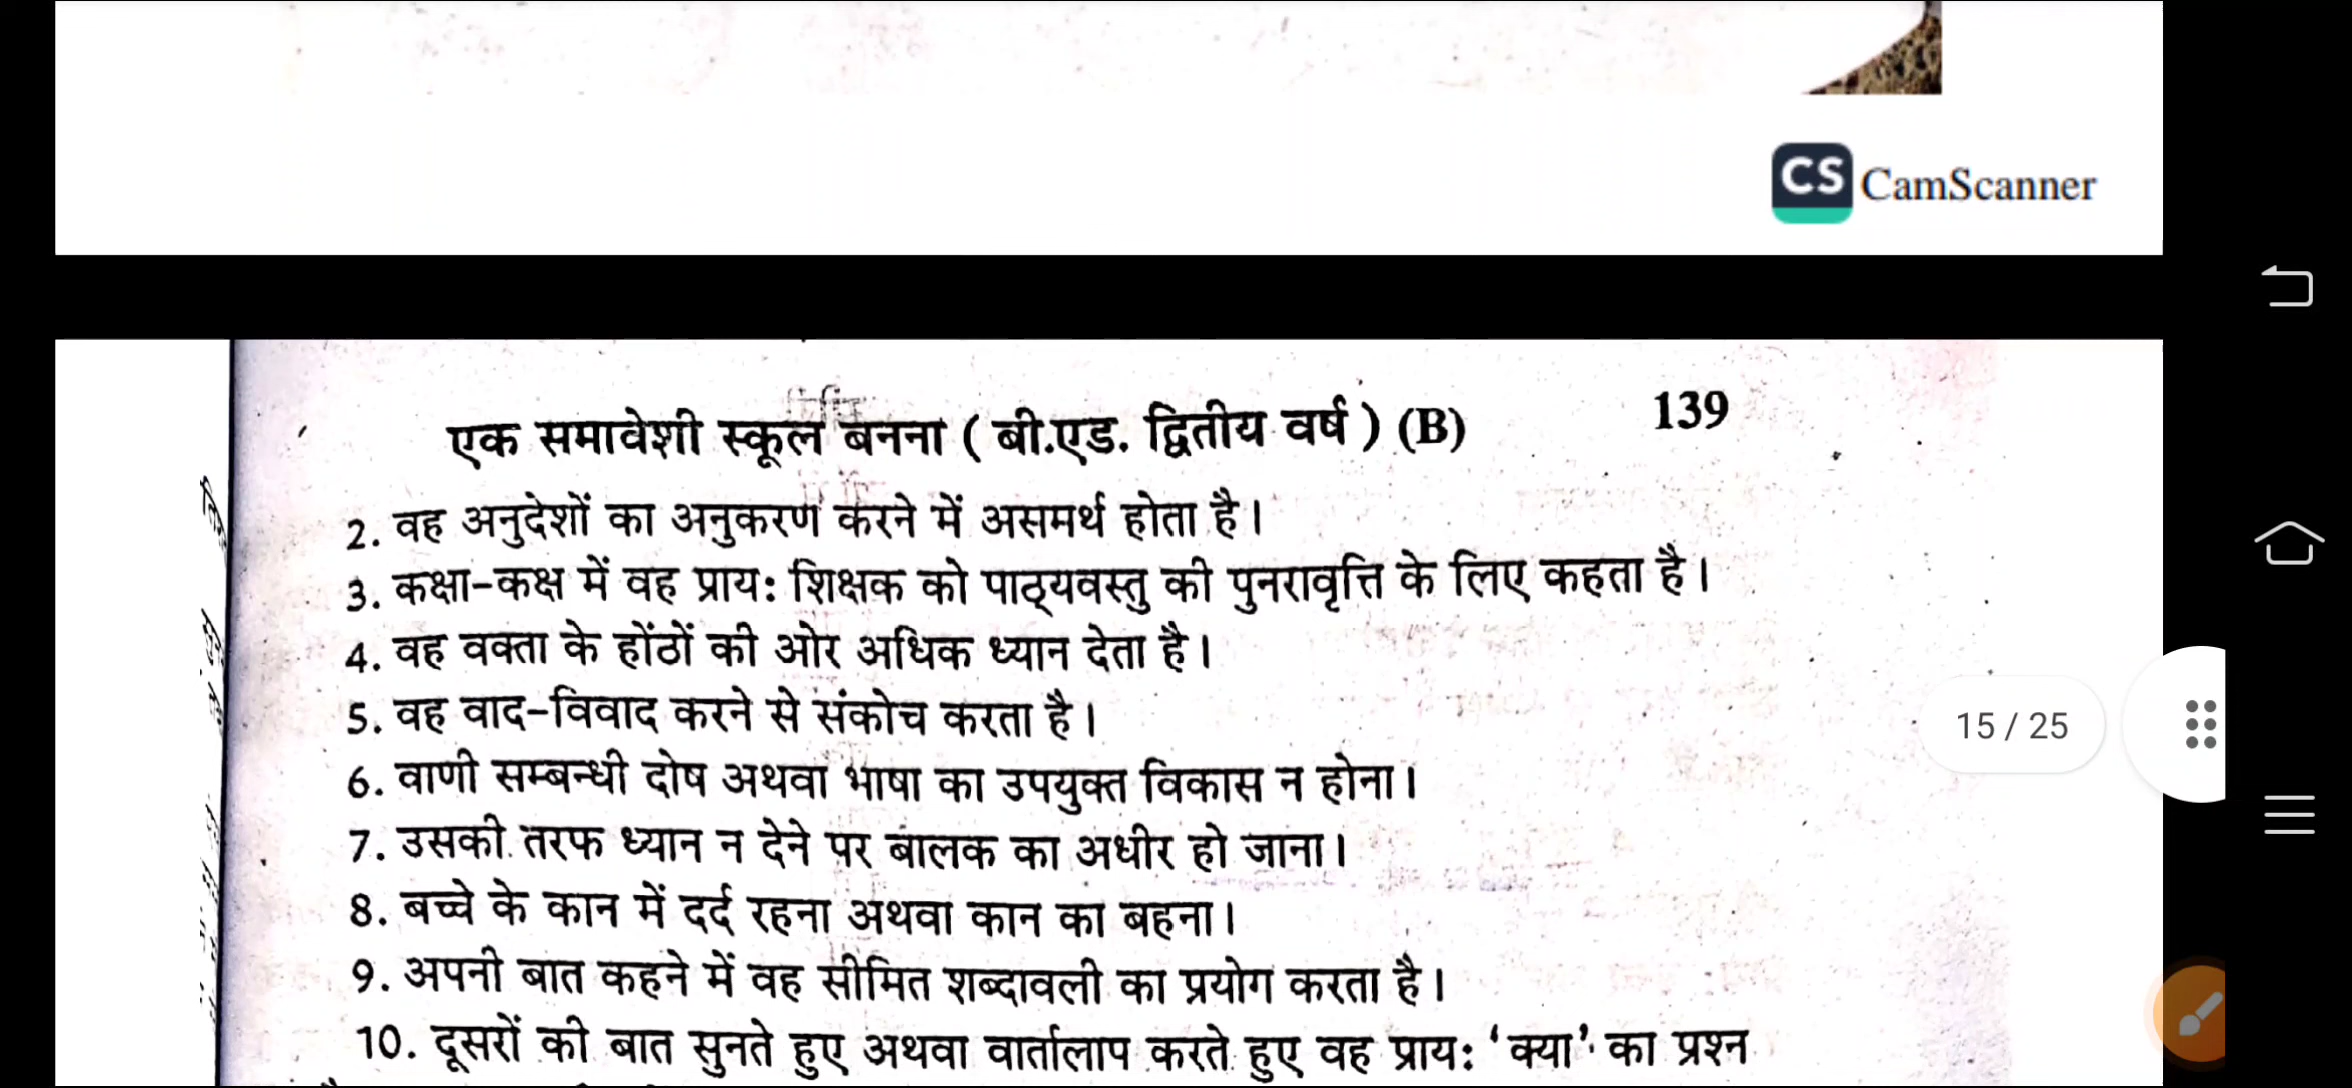 CS CamScanner
एक समावेशी स्कूल बनना ( बी.एड. द्वितीय वर्ष ) (B) 139
2. वह अनुदेशों का अनुकरण करने में असमर्थ होता है।
3. कक्षा-कक्ष में वह प्रायः शिक्षक को पाठ्यवस्तु की पुनरावृत्ति के लिए कहता है।
4. वह वक्ता के होंठों की ओर अधिक ध्यान देता है।
5. वह वाद-विवाद करने से संकोच करता है।
15 / 25
6. वाणी सम्बन्धी दोष अथवा भाषा का उपयुक्त विकास न होना।
7. उसकी तरफ ध्यान न देने पर बालक का अधीर हो जाना।
8. बच्चे के कान में दर्द रहना अथवा कान का बहना।
9. अपनी बात कहने में वह सीमित शब्दावली का प्रयोग करता है।
10. दूसरों की बात सुनते हुए अथवा वार्तालाप करते हुए वह प्रायः ‘क्या’ का प्रश्न